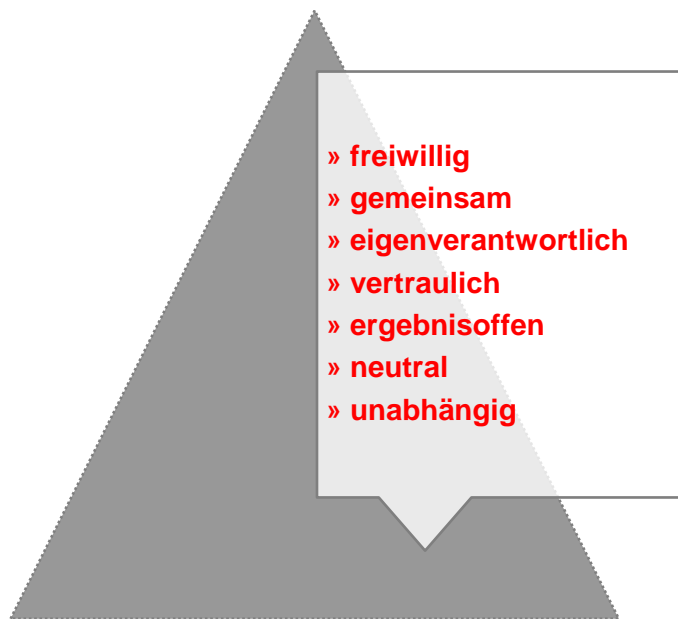 » freiwillig
» gemeinsam
» eigenverantwortlich
» vertraulich
» ergebnisoffen
» neutral
» unabhängig